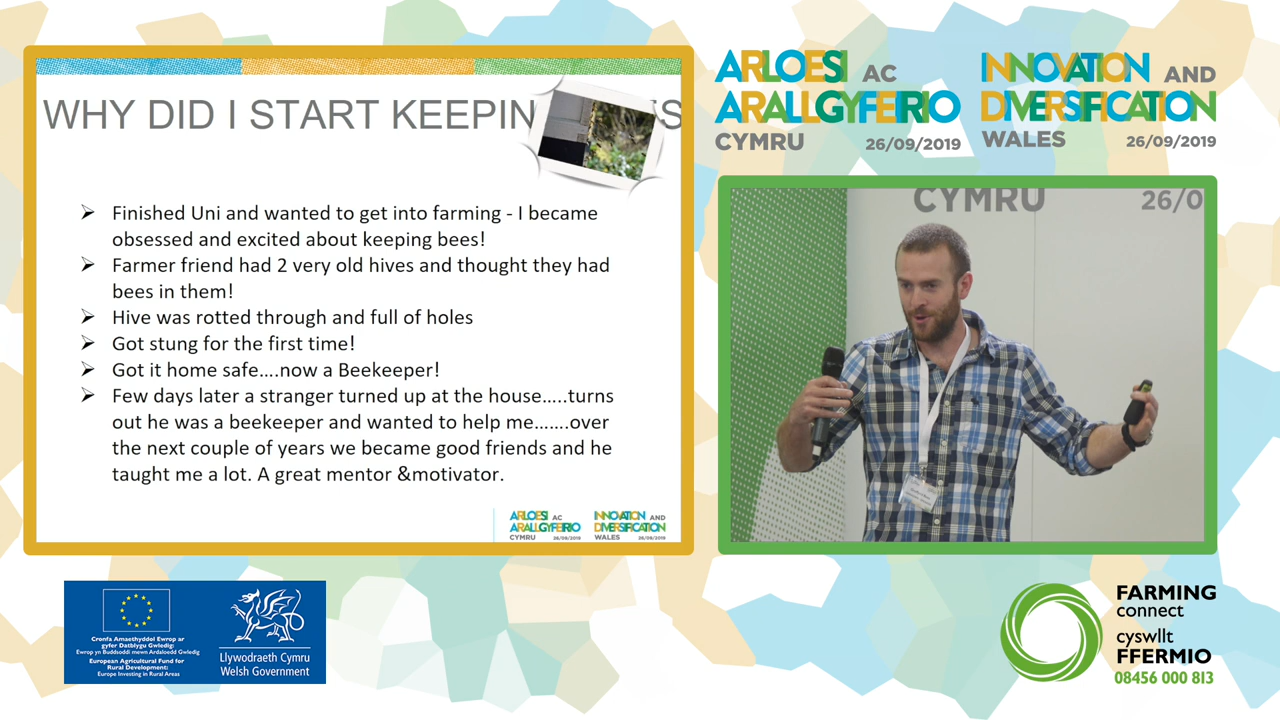 WHY DID I START KEEPIN S
Finished Uni and wanted to get into farming - I became
obsessed and excited about keeping bees!
Farmer friend had 2 very old hives and thought they had
bees in them!
Hive was rotted through and full of holes
Got stung for the first time!
Got it home safe....now a Beekeeper!
Few days later a stranger turned up at the house.....turns
out he was a beekeeper and wanted to help me.......over
the next couple of years we became good friends and he
taught me a lot. A great mentor &motivator.
ARLOESI AC
ARALLGYFEIRIO
CYMRU 26/09/2019
INNOVATION AND
DIVERSIFICATION
WALES 26/09/2019
ARLOESI AC
ARALLGYFEIRIO
CYMRU 26/09/2019
INNOVATION AND
DIVERSIFICATION
WALES 26/09/2019
CYMRU 26/0
Cronfa Amaethyddol Ewrop ar
gyfer Datblygu Gwledig:
Ewrop yn Buddsoddi mewn Ardaloedd Gwledig
European Agricultural Fund for
Rural Development:
Europe Investing in Rural Areas
Llywodraeth Cymru
Welsh Government
FARMING
connect
cyswllt
FFERMIO
08456 000 813